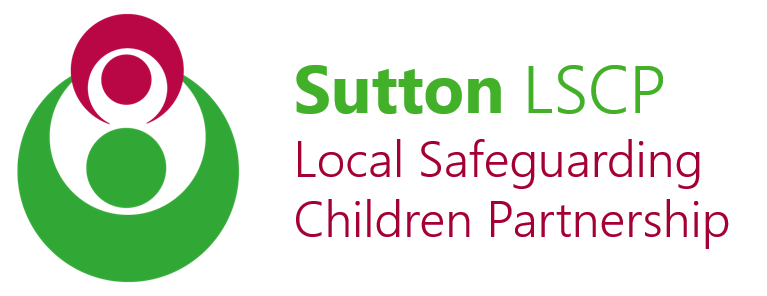 Sutton LSCP
Local Safeguarding
Children Partnership